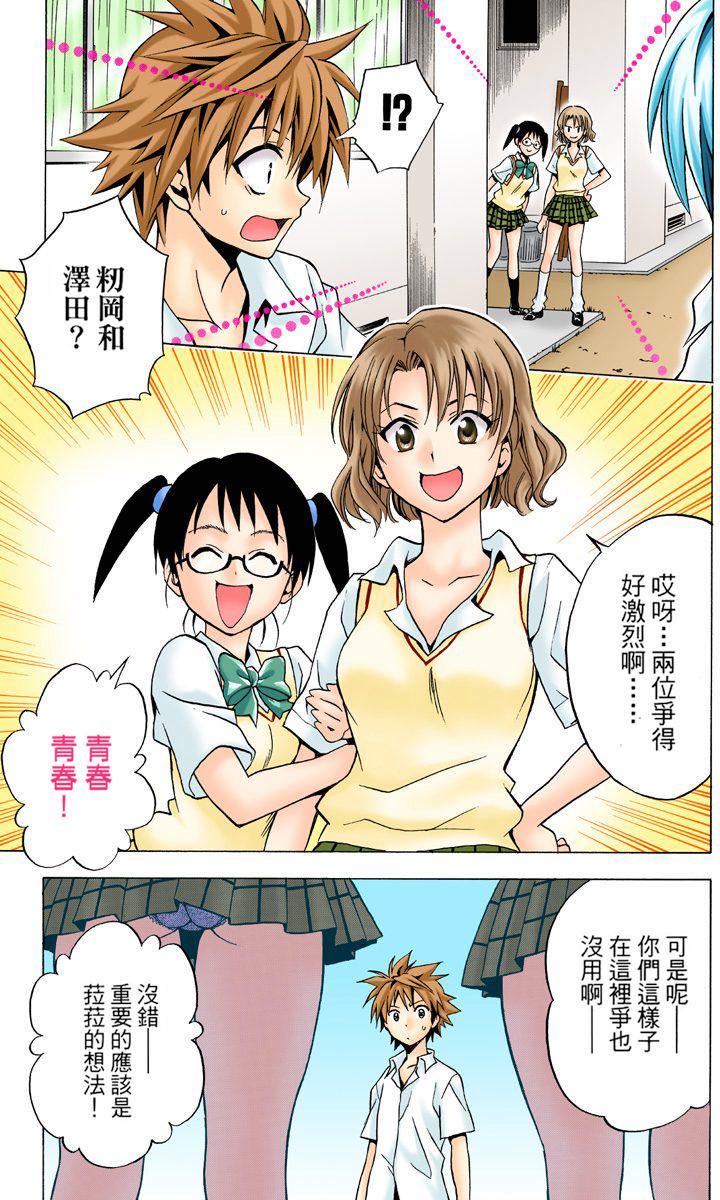 !?
籾岡和
澤田？
哎呀…兩位爭得
好激烈啊……
青春
青春！
可是呢—
你們這樣子
在這裡爭也
沒用啊—
沒錯—
重要的應該是
菈菈的想法！